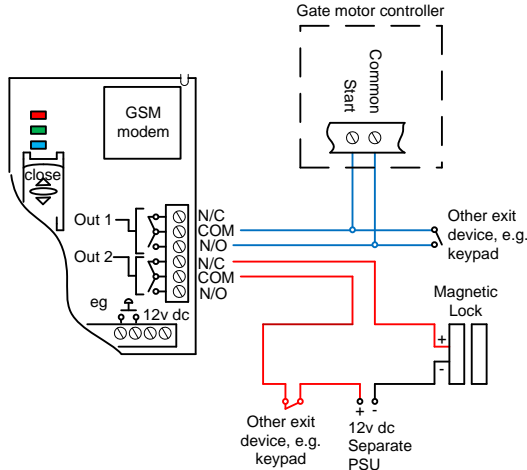 Gate motor controller
Start
Common
GSM
modem
close
Out 1
Out 2
N/C
COM
N/O
N/C
COM
N/O
eg
12v dc
Other exit
device, e.g.
keypad
Magnetic
Lock
+
-
+ -
Other exit
device, e.g.
keypad
12v dc
Separate
PSU